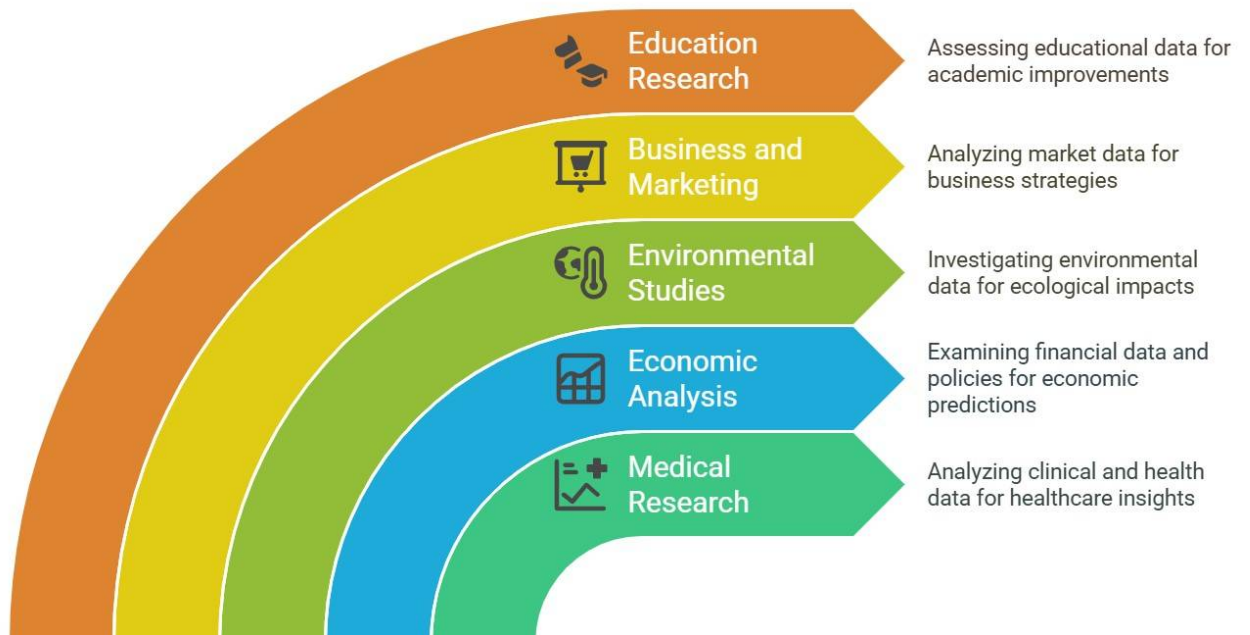 Education
Research
Assessing educational data for
academic improvements
Business and
Marketing
Analyzing market data for
business strategies
Environmental
Studies
Investigating environmental
data for ecological impacts
Economic
Analysis
Examining financial data and
policies for economic
predictions
Medical
Research
Analyzing clinical and health
data for healthcare insights